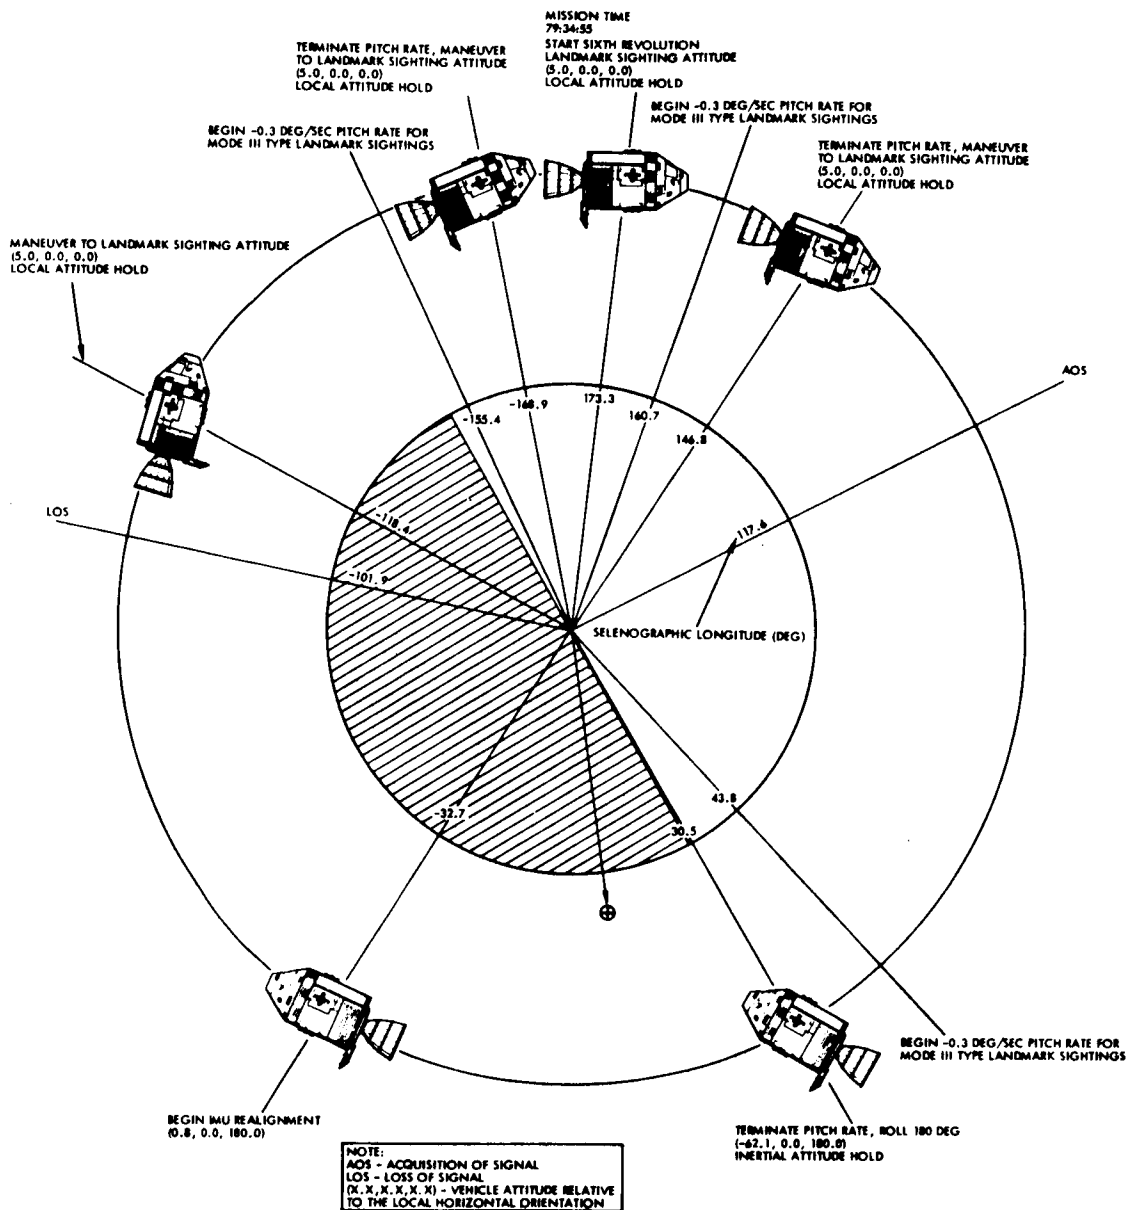 MISSION TIME
79:34:55
START SIXTH REVOLUTION
LANDMARK SIGHTING ATTITUDE
(5.0, 0.0, 0.0)
LOCAL ATTITUDE HOLD
TERMINATE PITCH RATE, MANEUVER
TO LANDMARK SIGHTING ATTITUDE
(5.0, 0.0, 0.0)
LOCAL ATTITUDE HOLD
BEGIN -0.3 DEG/SEC PITCH RATE FOR
MODE III TYPE LANDMARK SIGHTINGS
BEGIN -0.3 DEG/SEC PITCH RATE FOR
MODE III TYPE LANDMARK SIGHTINGS
TERMINATE PITCH RATE, MANEUVER
TO LANDMARK SIGHTING ATTITUDE
(5.0, 0.0, 0.0)
LOCAL ATTITUDE HOLD
MANEUVER TO LANDMARK SIGHTING ATTITUDE
(5.0, 0.0, 0.0)
LOCAL ATTITUDE HOLD
AOS
-155.4
-168.9
173.3
160.7
146.8
LOS
-118.4
117.6
-101.9
SELENOGRAPHIC LONGITUDE (DEG)
-32.7
30.5
43.8
BEGIN -0.3 DEG/SEC PITCH RATE FOR
MODE III TYPE LANDMARK SIGHTINGS
BEGIN IMU REALIGNMENT
(0.8, 0.0, 180.0)
TERMINATE PITCH RATE, ROLL 180 DEG
(-62.1, 0.0, 180.0)
INERTIAL ATTITUDE HOLD
NOTE:
AOS - ACQUISITION OF SIGNAL
LOS - LOSS OF SIGNAL
(X.X,X.X,X.X) - VEHICLE ATTITUDE RELATIVE
TO THE LOCAL HORIZONTAL ORIENTATION